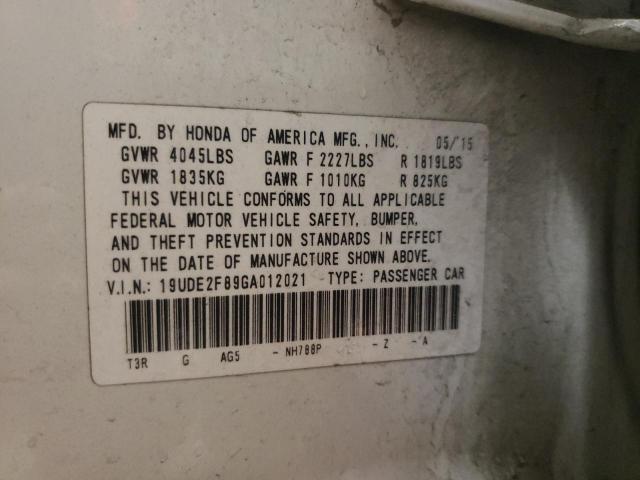 MFD. BY HONDA OF AMERICA MFG., INC. 05/'15
GVWR 4045LBS GAWR F 2227LBS R 1819LBS
GVWR 1835KG GAWR F 1010KG R 825KG
THIS VEHICLE CONFORMS TO ALL APPLICABLE
FEDERAL MOTOR VEHICLE SAFETY, BUMPER,
AND THEFT PREVENTION STANDARDS IN EFFECT
ON THE DATE OF MANUFACTURE SHOWN ABOVE.
V.I.N.: 19UDE2F89GA012021 TYPE: PASSENGER CAR
T3R G AG5 - NH788P - Z - A